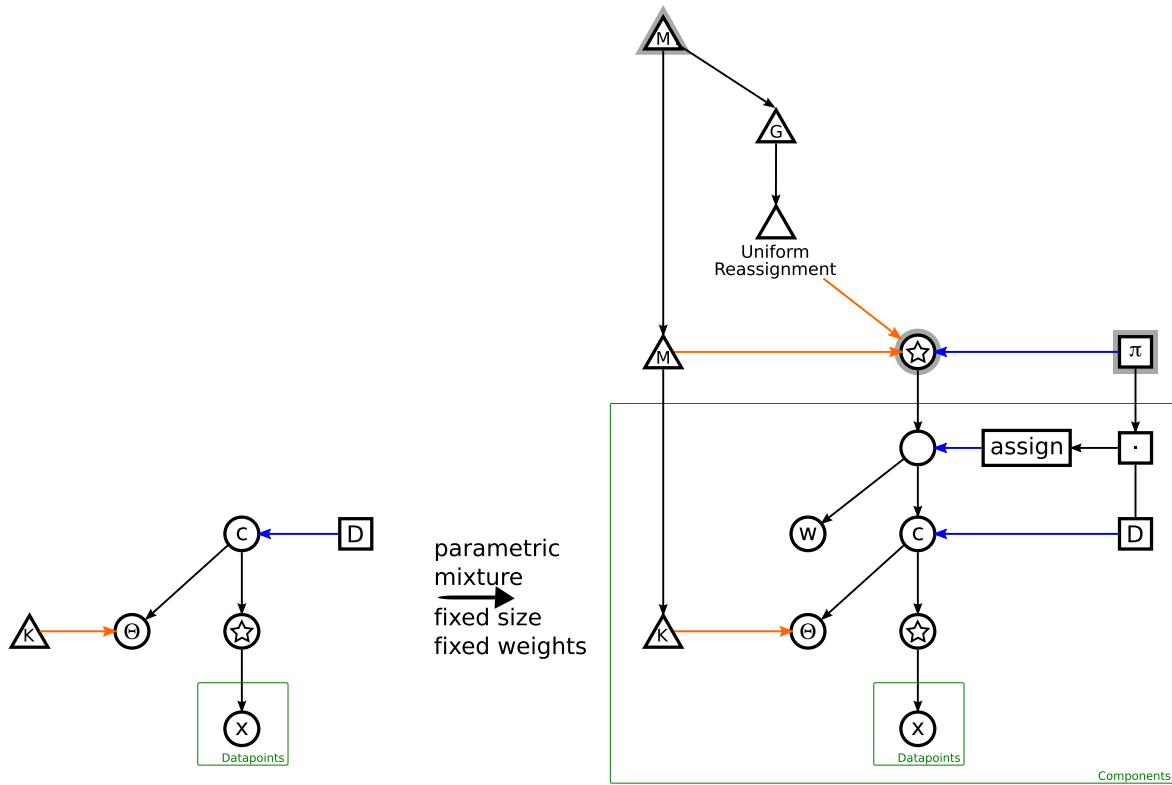 M
G
Uniform
Reassignment
M
π
assign
·
c
D
w
c
D
parametric
mixture
fixed size
fixed weights
K
Θ
K
Θ
x
Datapoints
x
Datapoints
Components